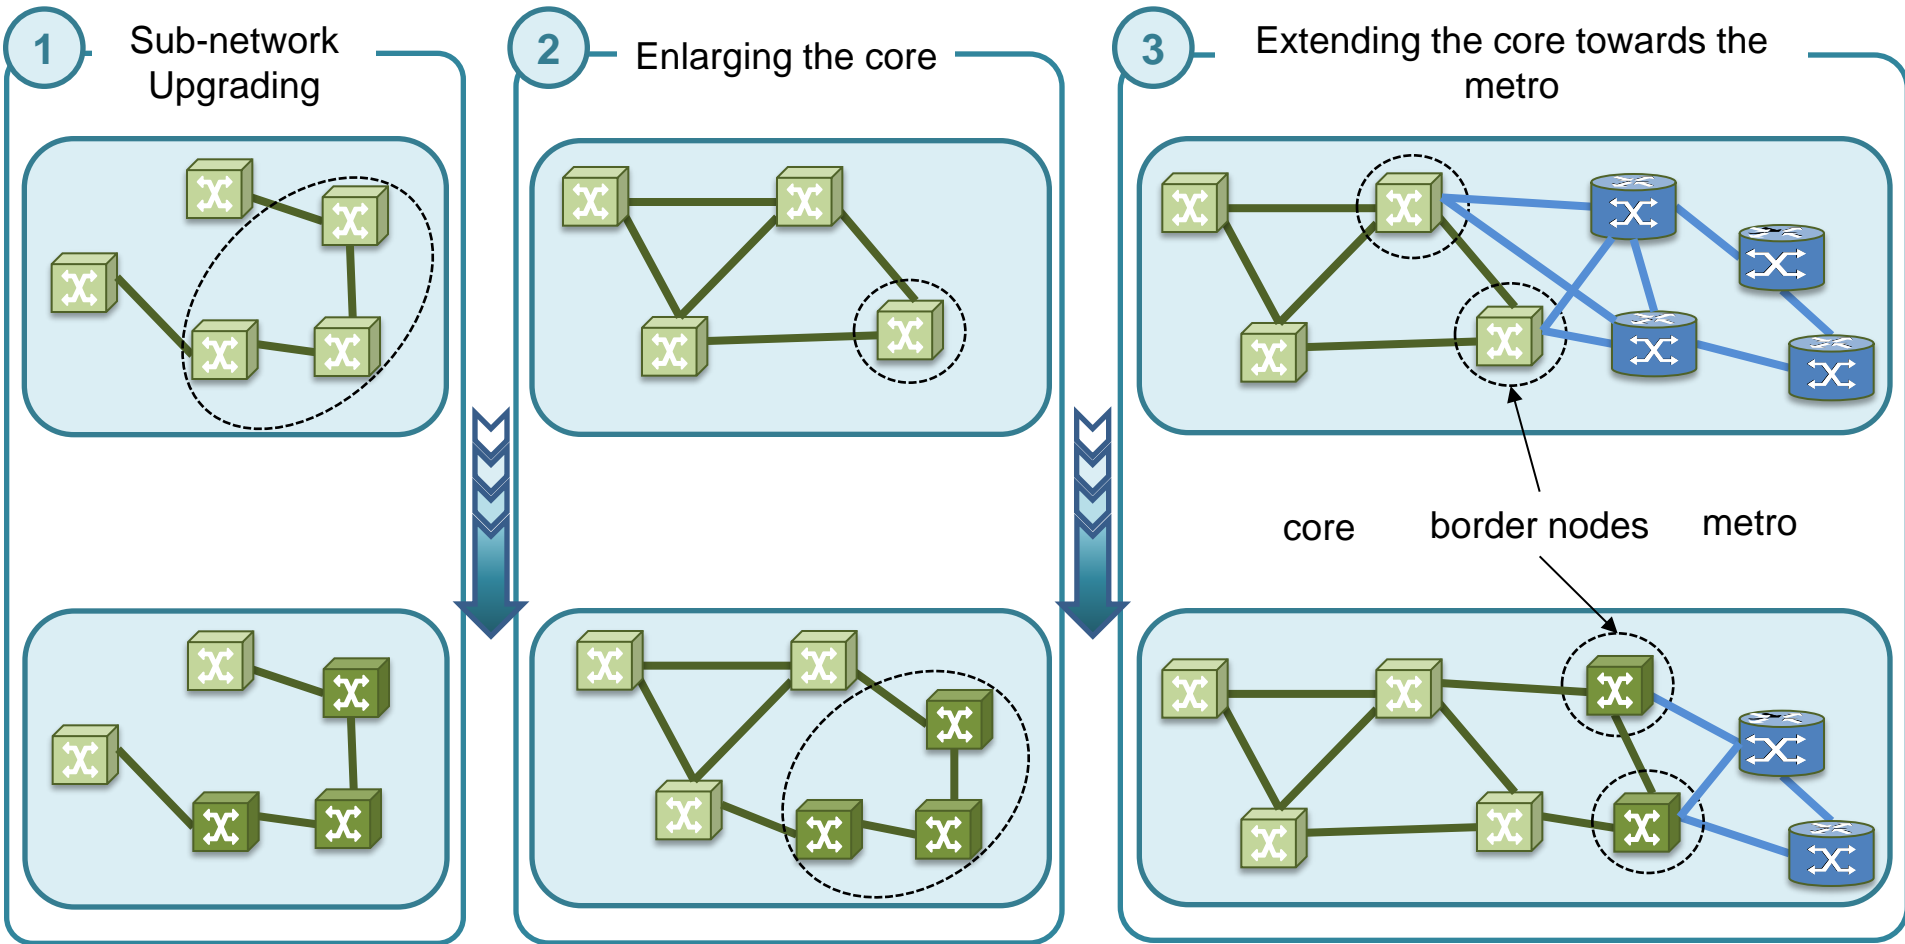 1
Sub-network
Upgrading
2
Enlarging the core
3
Extending the core towards the
metro
core
border nodes
metro